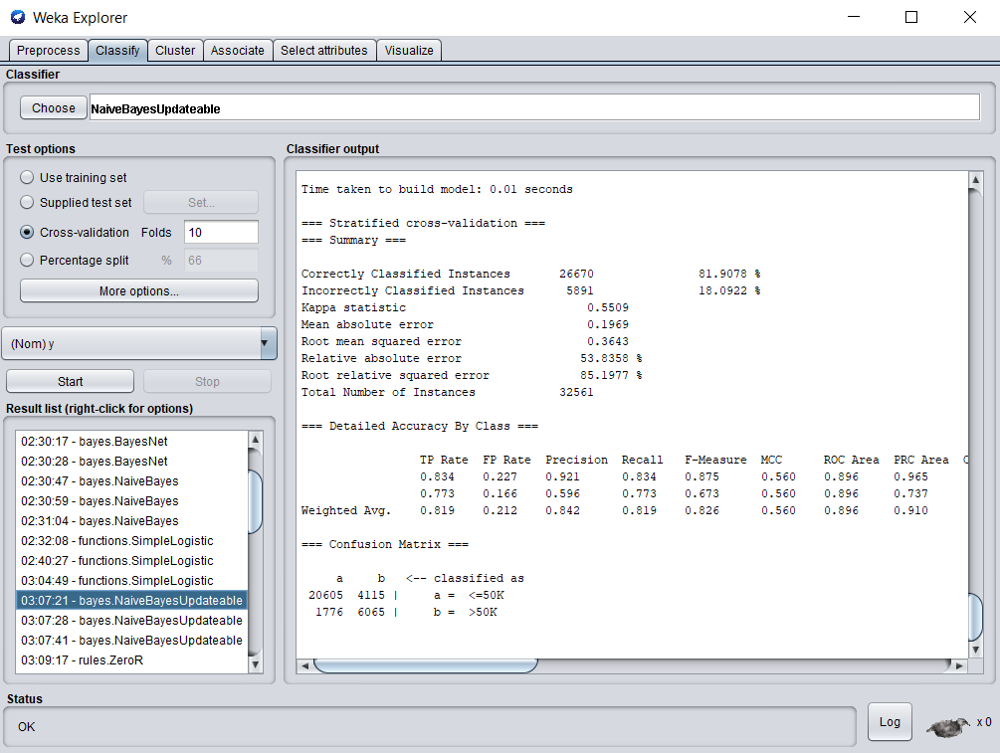 Weka Explorer
Preprocess Classify Cluster Associate Select attributes Visualize
Classifier
Choose NaiveBayesUpdateable
Test options
Use training set
Supplied test set Set...
Cross-validation Folds 10
Percentage split % 66
More options...
(Nom) y
Start Stop
Result list (right-click for options)
02:30:17 - bayes.BayesNet
02:30:28 - bayes.BayesNet
02:30:47 - bayes.NaiveBayes
02:30:59 - bayes.NaiveBayes
02:31:04 - bayes.NaiveBayes
02:32:08 - functions.SimpleLogistic
02:40:27 - functions.SimpleLogistic
03:04:49 - functions.SimpleLogistic
03:07:21 - bayes.NaiveBayesUpdateable
03:07:28 - bayes.NaiveBayesUpdateable
03:07:41 - bayes.NaiveBayesUpdateable
03:09:17 - rules.ZeroR
Classifier output
Time taken to build model: 0.01 seconds
=== Stratified cross-validation ===
=== Summary ===
Correctly Classified Instances 26670 81.9078 %
Incorrectly Classified Instances 5891 18.0922 %
Kappa statistic 0.5509
Mean absolute error 0.1969
Root mean squared error 0.3643
Relative absolute error 53.8358 %
Root relative squared error 85.1977 %
Total Number of Instances 32561
=== Detailed Accuracy By Class ===
TP Rate FP Rate Precision Recall F-Measure MCC ROC Area PRC Area C
0.834 0.227 0.921 0.834 0.875 0.560 0.896 0.965
0.773 0.166 0.596 0.773 0.673 0.560 0.896 0.737
Weighted Avg. 0.819 0.212 0.842 0.819 0.826 0.560 0.896 0.910
=== Confusion Matrix ===
a b <-- classified as
20605 4115 | a = <=50K
1776 6065 | b = >50K
Status
OK
Log x 0